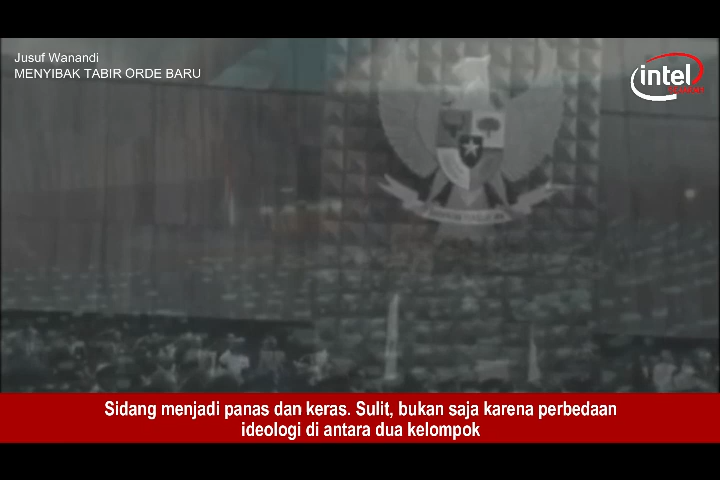 Jusuf Wanandi
MENYIBAK TABIR ORDE BARU
intel
Sidang menjadi panas dan keras. Sulit, bukan saja karena perbedaan
ideologi di antara dua kelompok